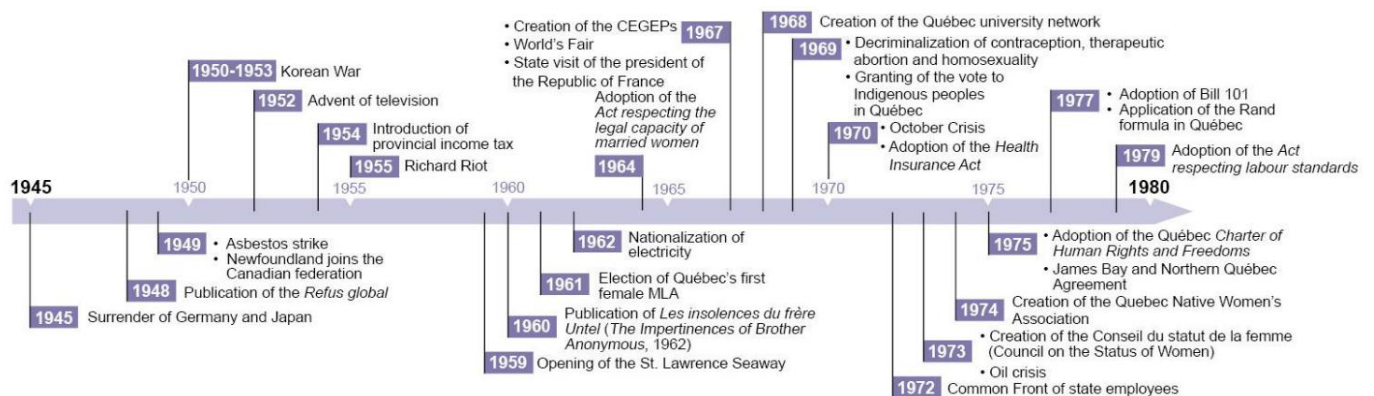 1967
• Creation of the CEGEPs
• World's Fair
• State visit of the president of
the Republic of France
1968
Creation of the Québec university network
1969
• Decriminalization of contraception, therapeutic
abortion and homosexuality
• Granting of the vote to
Indigenous peoples
in Québec
1950-1953
Korean War
1952
Advent of television
1954
Introduction of
provincial income tax
1955
Richard Riot
Adoption of the
Act respecting the
legal capacity of
married women
1964
1970
• October Crisis
• Adoption of the Health
Insurance Act
1977
• Adoption of Bill 101
• Application of the Rand
formula in Québec
1979
Adoption of the Act
respecting labour standards
1945
1950
1955
1960
1965
1970
1975
1980
1949
• Asbestos strike
• Newfoundland joins the
Canadian federation
1948
Publication of the Refus global
1945
Surrender of Germany and Japan
1962
Nationalization of
electricity
1961
Election of Québec's first
female MLA
1960
Publication of Les insolences du frère
Untel (The Impertinences of Brother
Anonymous, 1962)
1959
Opening of the St. Lawrence Seaway
1975
• Adoption of the Québec Charter of
Human Rights and Freedoms
• James Bay and Northern Québec
Agreement
1974
Creation of the Quebec Native Women's
Association
1973
• Creation of the Conseil du statut de la femme
(Council on the Status of Women)
• Oil crisis
1972
Common Front of state employees